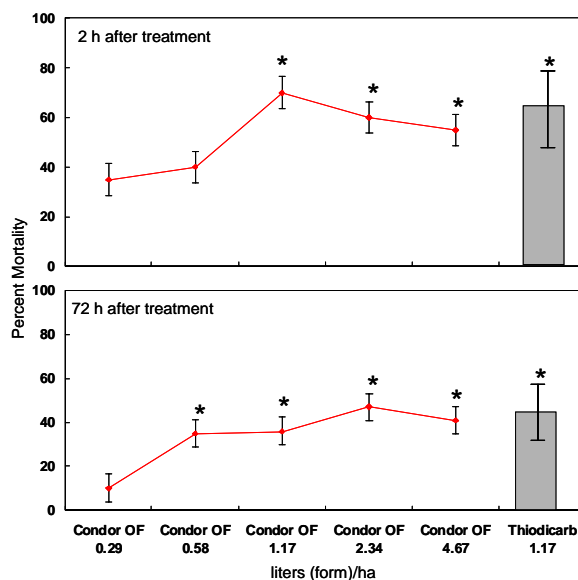 100
2 h after treatment
80
60
40
20
0
* * * *
Percent Mortality
100
72 h after treatment
80
60
40
20
0
* * * * *
Condor OF Condor OF Condor OF Condor OF Condor OF Thiodicarb
0.29 0.58 1.17 2.34 4.67 1.17
liters (form)/ha